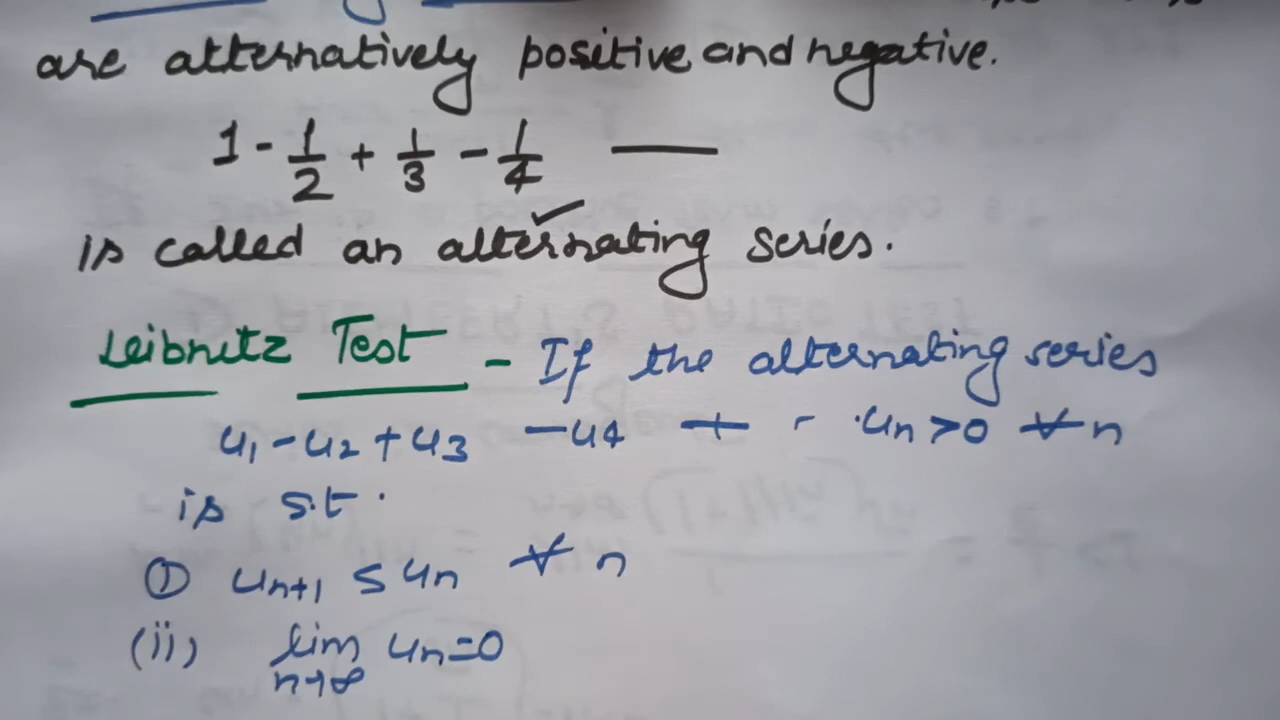 are alternatively positive and negative.
1 - 1/2 + 1/3 - 1/4 ——
is called an alternating series.
Leibnitz Test - If the alternating series
u₁ - u₂ + u₃ - u₄ + - . uₙ > 0 ∀ n
is s.t .
(i) uₙ₊₁ ≤ uₙ ∀ n
(ii) lim n→∞ uₙ = 0